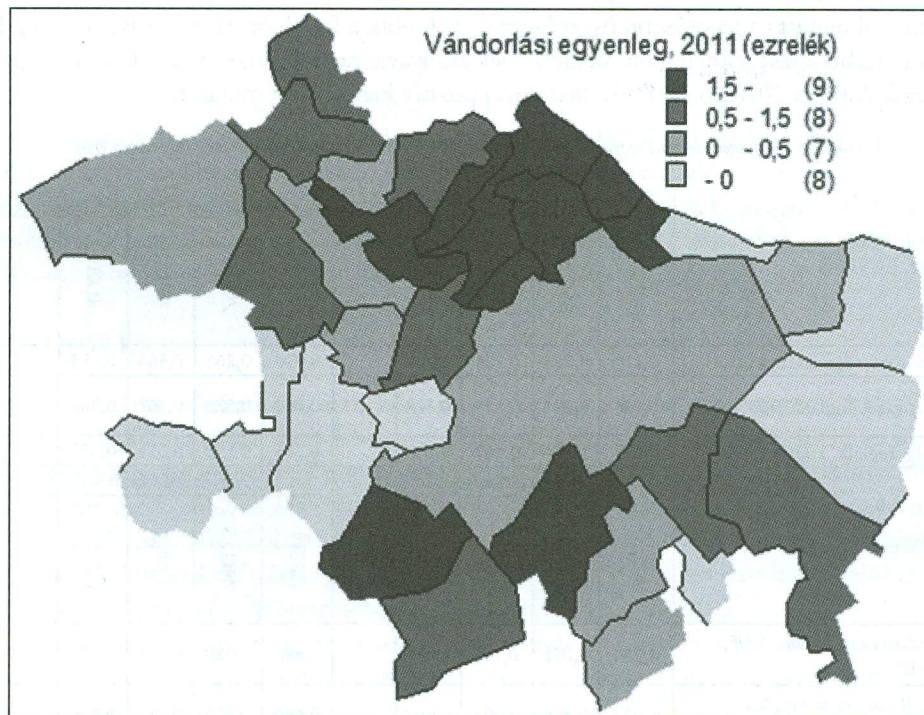 Vándorlási egyenleg, 2011 (ezrelék)
1,5 - (9)
0,5 - 1,5 (8)
0 - 0,5 (7)
- 0 (8)